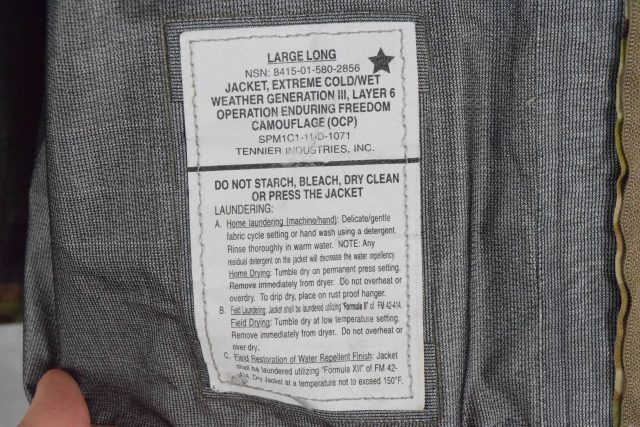 LARGE LONG
NSN: 8415-01-580-2856
JACKET, EXTREME COLD/WET
WEATHER GENERATION III, LAYER 6
OPERATION ENDURING FREEDOM
CAMOUFLAGE (OCP)
SPM1C1-11-D-1071
TENNIER INDUSTRIES, INC.
DO NOT STARCH, BLEACH, DRY CLEAN
OR PRESS THE JACKET
LAUNDERING:
A. Home laundering (machine/hand): Delicate/gentle
fabric cycle setting or hand wash using a detergent.
Rinse thoroughly in warm water. NOTE: Any
residual detergent on the jacket will decrease the water repellency.
Home Drying: Tumble dry on permanent press setting.
Remove immediately from dryer. Do not overheat or
overdry. To drip dry, place on rust proof hanger.
B. Field Laundering: Jacket shall be laundered utilizing "Formula II" of FM 42-414.
Field Drying: Tumble dry at low temperature setting.
Remove immediately from dryer. Do not overheat or
over dry.
C. Field Restoration of Water Repellent Finish: Jacket
shall be laundered utilizing "Formula XII" of FM 42-
414. Dry Jacket at a temperature not to exceed 150°F.